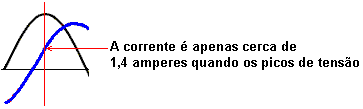 A corrente é apenas cerca de
1,4 amperes quando os picos de tensão